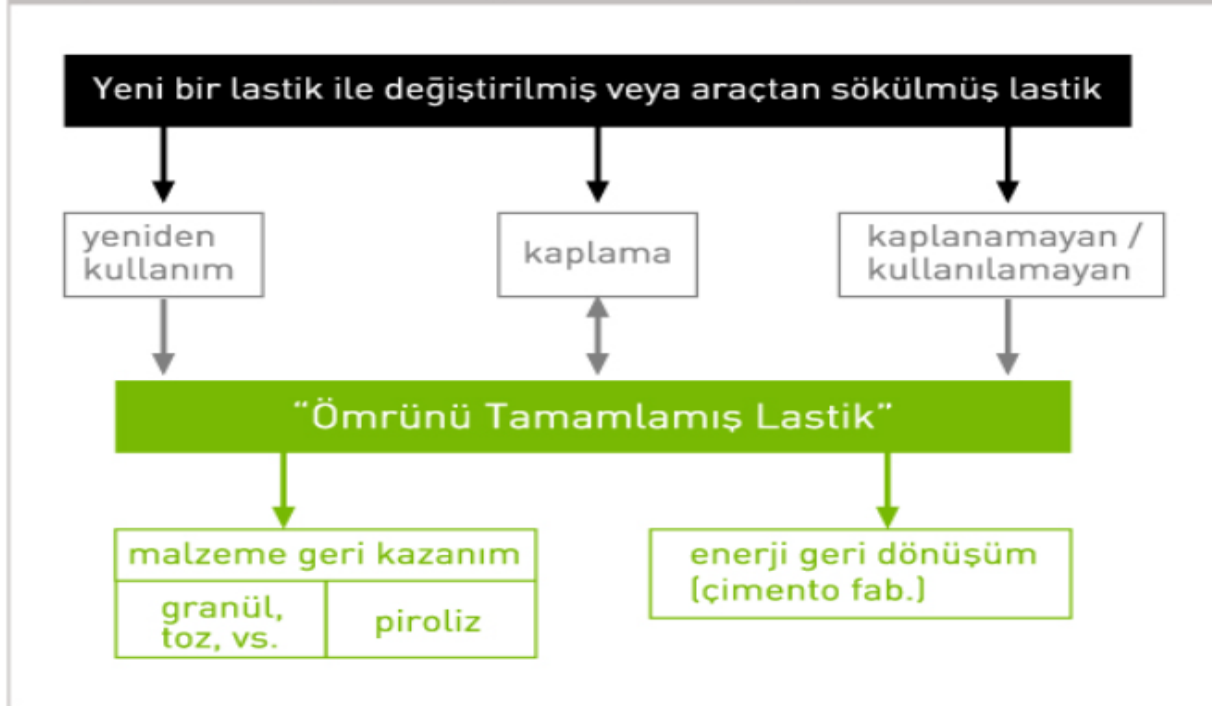 Yeni bir lastik ile değiştirilmiş veya araçtan sökülmüş lastik
yeniden
kullanım
kaplama
kaplanamayan /
kullanılamayan
“Ömrünü Tamamlamış Lastik”
malzeme geri kazanım
granül,
toz, vs.
piroliz
enerji geri dönüşüm
(çimento fab.)